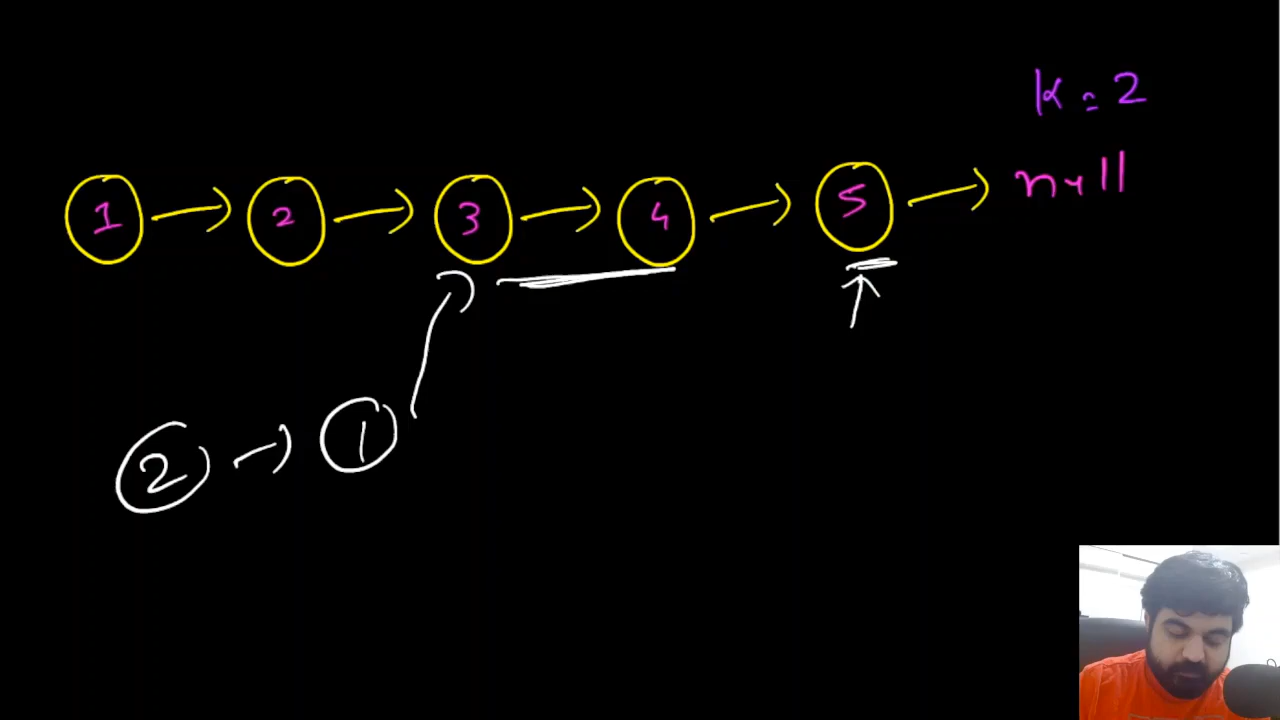 k = 2
1 → 2 → 3 → 4 → 5 → null
2 → 1